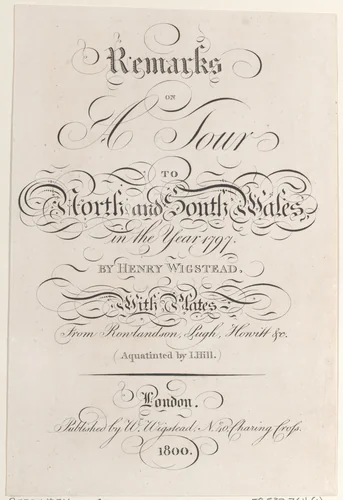 Remarks
ON
A Tour
TO
North and South Wales,
in the Year 1797.
BY HENRY WIGSTEAD.
With Plates
From Rowlandson, Pugh, Howitt &c.
(Aquatinted by I.Hill.)
London.
Published by W. Wigstead, No. 40, Charing Cross.
1800.